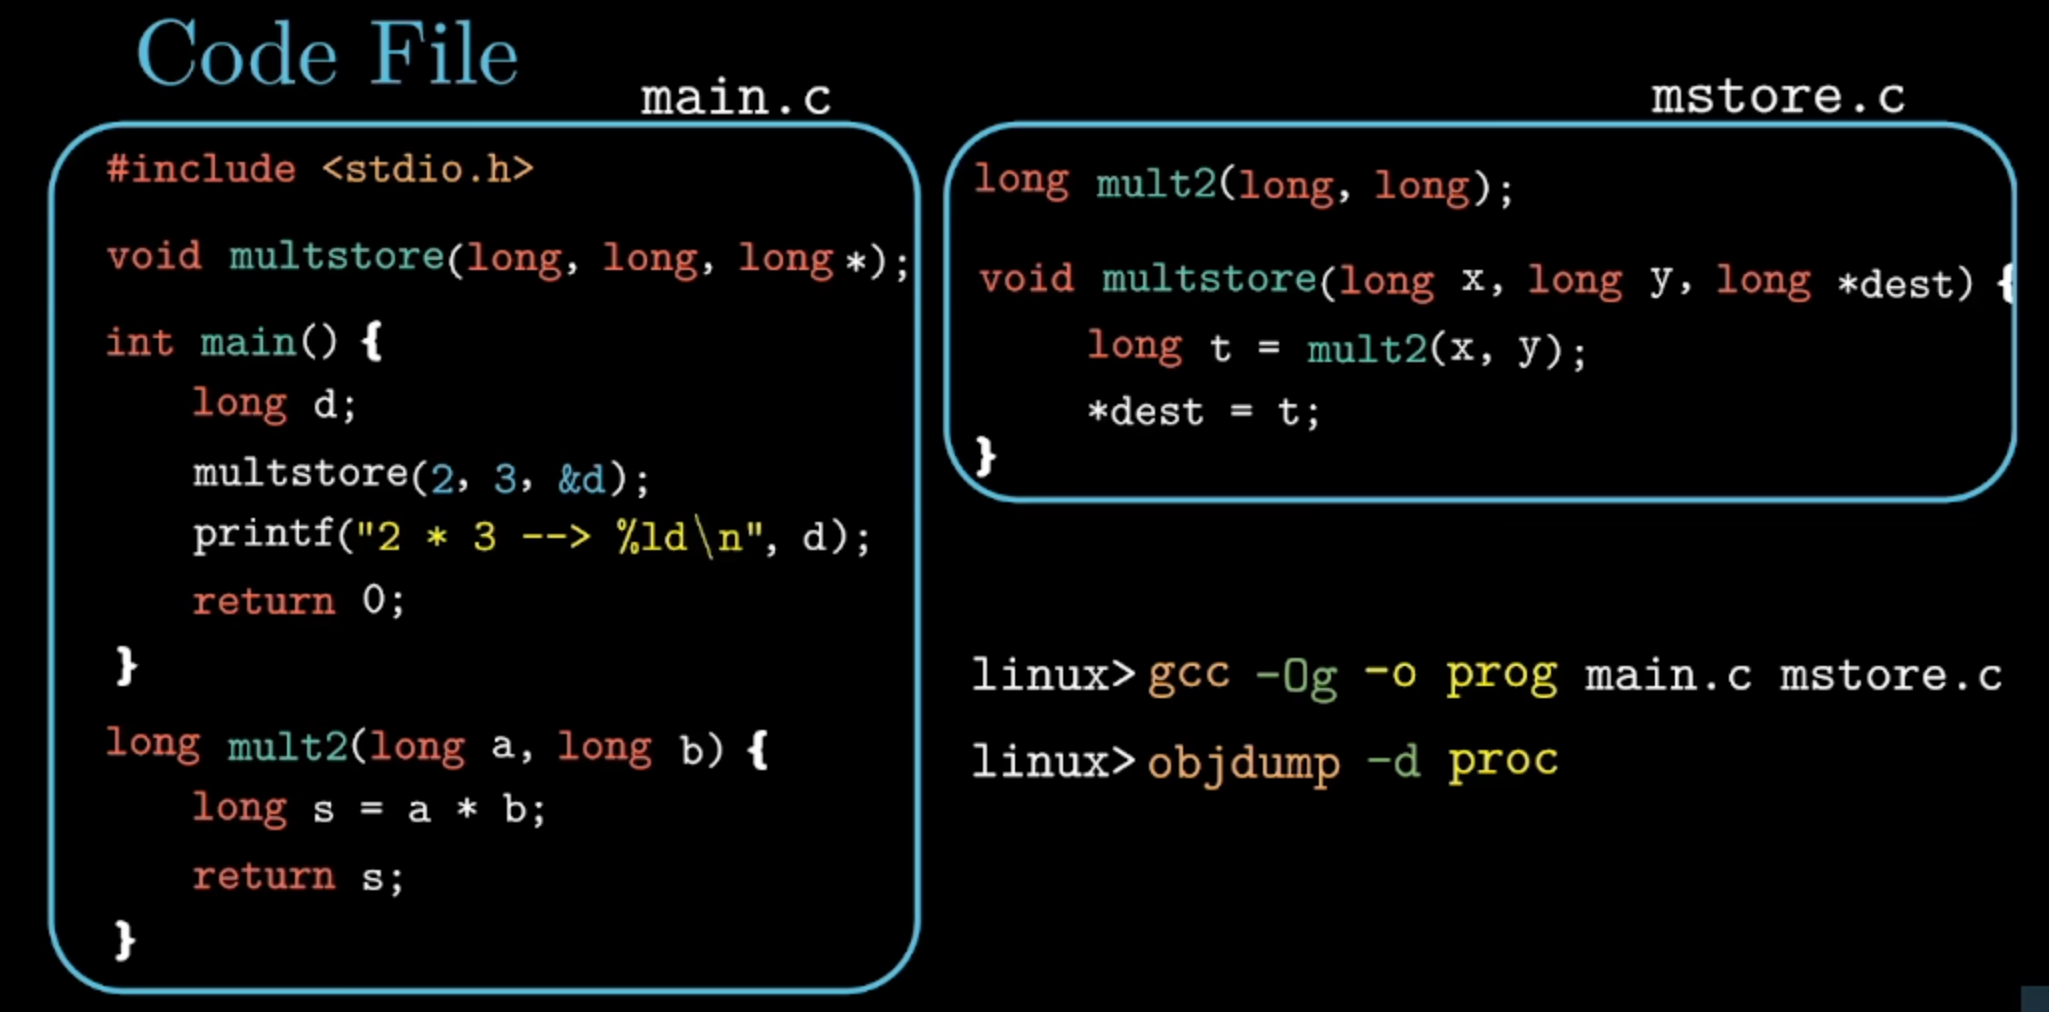 Code File
main.c
#include <stdio.h>
void multstore(long, long, long *);
int main() {
long d;
multstore(2, 3, &d);
printf("2 * 3 --> %ld\n", d);
return 0;
}
long mult2(long a, long b) {
long s = a * b;
return s;
}
mstore.c
long mult2(long, long);
void multstore(long x, long y, long *dest) {
long t = mult2(x, y);
*dest = t;
}
linux> gcc -Og -o prog main.c mstore.c
linux> objdump -d proc